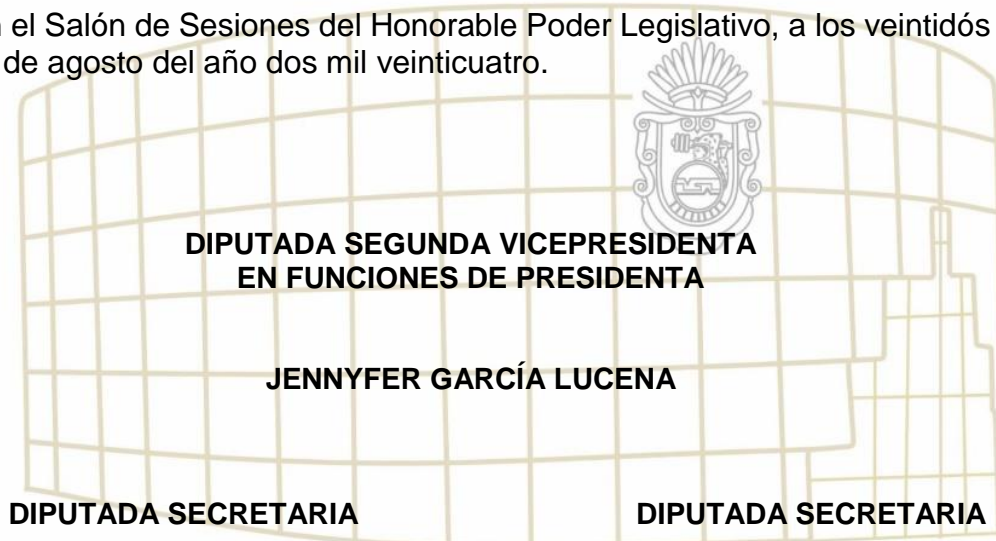 el Salón de Sesiones del Honorable Poder Legislativo, a los veintidós
de agosto del año dos mil veinticuatro.
DIPUTADA SEGUNDA VICEPRESIDENTA
EN FUNCIONES DE PRESIDENTA
JENNYFER GARCÍA LUCENA
DIPUTADA SECRETARIA DIPUTADA SECRETARIA